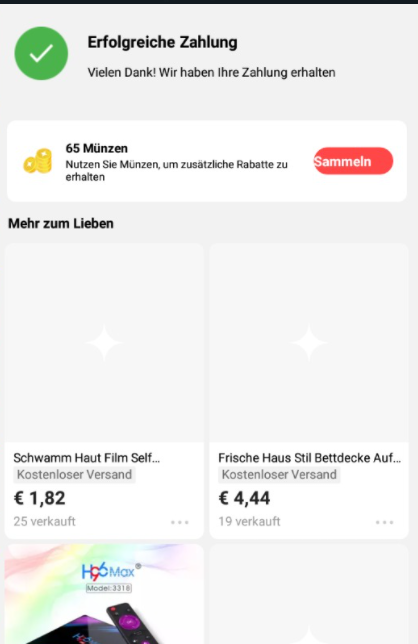 Erfolgreiche Zahlung
Vielen Dank! Wir haben Ihre Zahlung erhalten
65 Münzen
Nutzen Sie Münzen, um zusätzliche Rabatte zu
erhalten
Sammeln
Mehr zum Lieben
Schwamm Haut Film Self...
Kostenloser Versand
€ 1,82
25 verkauft
Frische Haus Stil Bettdecke Auf...
Kostenloser Versand
€ 4,44
19 verkauft
H96Max®
Model:3318